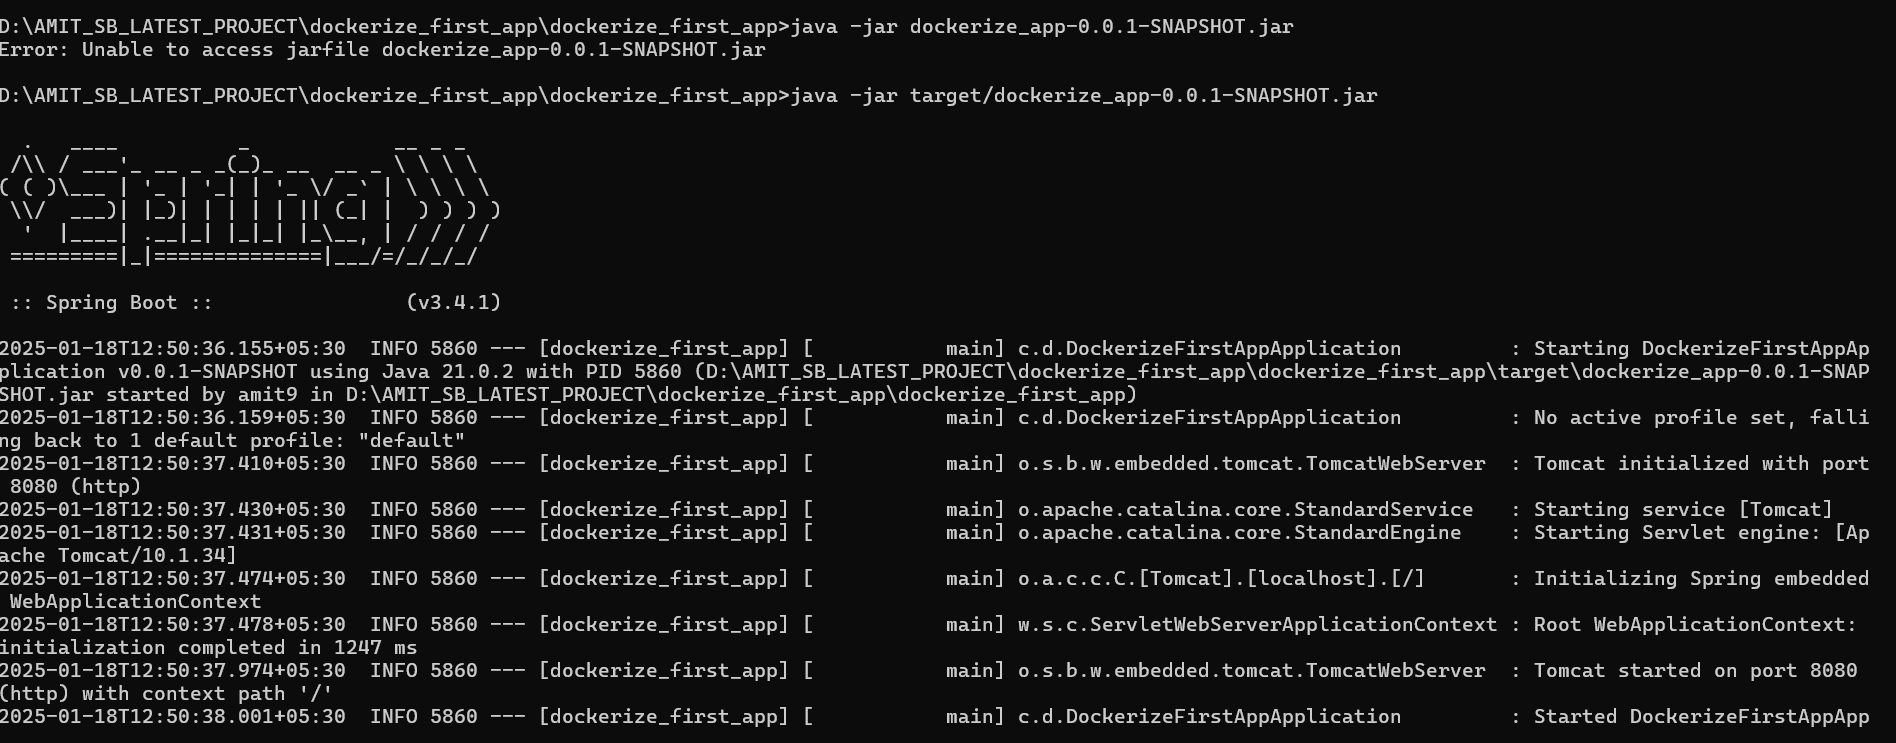 D:\AMIT_SB_LATEST_PROJECT\dockerize_first_app\dockerize_first_app>java -jar dockerize_app-0.0.1-SNAPSHOT.jar
Error: Unable to access jarfile dockerize_app-0.0.1-SNAPSHOT.jar
D:\AMIT_SB_LATEST_PROJECT\dockerize_first_app\dockerize_first_app>java -jar target/dockerize_app-0.0.1-SNAPSHOT.jar
  .   ____          _            __ _ _
 /\\ / ___'_ __ _ _(_)_ __  __ _ \ \ \ \
( ( )\___ | '_ | '_| | '_ \/ _` | \ \ \ \
 \\/  ___)| |_)| | | | | || (_| |  ) ) ) )
  '  |____| .__|_| |_|_| |_\__, | / / / /
 =========|_|==============|___/=/_/_/_/
 :: Spring Boot ::                (v3.4.1)
2025-01-18T12:50:36.155+05:30  INFO 5860 --- [dockerize_first_app] [           main] c.d.DockerizeFirstAppApplication         : Starting DockerizeFirstAppAp
plication v0.0.1-SNAPSHOT using Java 21.0.2 with PID 5860 (D:\AMIT_SB_LATEST_PROJECT\dockerize_first_app\dockerize_first_app\target\dockerize_app-0.0.1-SNAP
SHOT.jar started by amit9 in D:\AMIT_SB_LATEST_PROJECT\dockerize_first_app\dockerize_first_app)
2025-01-18T12:50:36.159+05:30  INFO 5860 --- [dockerize_first_app] [           main] c.d.DockerizeFirstAppApplication         : No active profile set, falli
ng back to 1 default profile: "default"
2025-01-18T12:50:37.410+05:30  INFO 5860 --- [dockerize_first_app] [           main] o.s.b.w.embedded.tomcat.TomcatWebServer  : Tomcat initialized with port
 8080 (http)
2025-01-18T12:50:37.430+05:30  INFO 5860 --- [dockerize_first_app] [           main] o.apache.catalina.core.StandardService   : Starting service [Tomcat]
2025-01-18T12:50:37.431+05:30  INFO 5860 --- [dockerize_first_app] [           main] o.apache.catalina.core.StandardEngine    : Starting Servlet engine: [Ap
ache Tomcat/10.1.34]
2025-01-18T12:50:37.474+05:30  INFO 5860 --- [dockerize_first_app] [           main] o.a.c.c.C.[Tomcat].[localhost].[/]       : Initializing Spring embedded
 WebApplicationContext
2025-01-18T12:50:37.478+05:30  INFO 5860 --- [dockerize_first_app] [           main] w.s.c.ServletWebServerApplicationContext : Root WebApplicationContext:
initialization completed in 1247 ms
2025-01-18T12:50:37.974+05:30  INFO 5860 --- [dockerize_first_app] [           main] o.s.b.w.embedded.tomcat.TomcatWebServer  : Tomcat started on port 8080
(http) with context path '/'
2025-01-18T12:50:38.001+05:30  INFO 5860 --- [dockerize_first_app] [           main] c.d.DockerizeFirstAppApplication         : Started DockerizeFirstAppApp